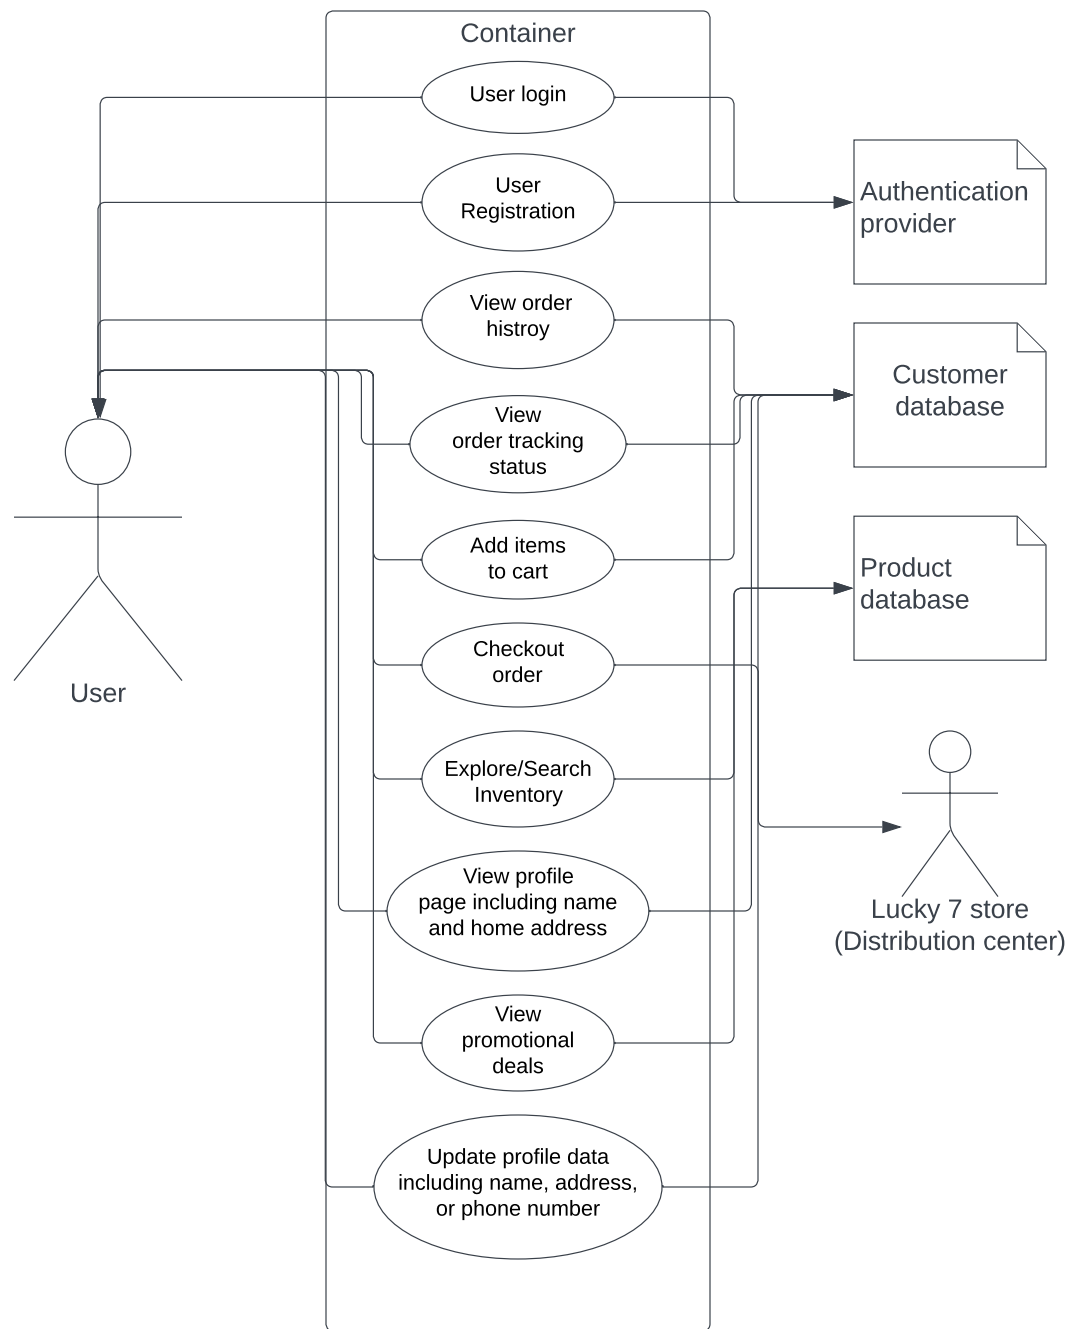 Container
User login
User
Registration
View order
histroy
View
order tracking
status
Add items
to cart
Checkout
order
Explore/Search
Inventory
View profile
page including name
and home address
View
promotional
deals
Update profile data
including name, address,
or phone number
User
Authentication
provider
Customer
database
Product
database
Lucky 7 store
(Distribution center)